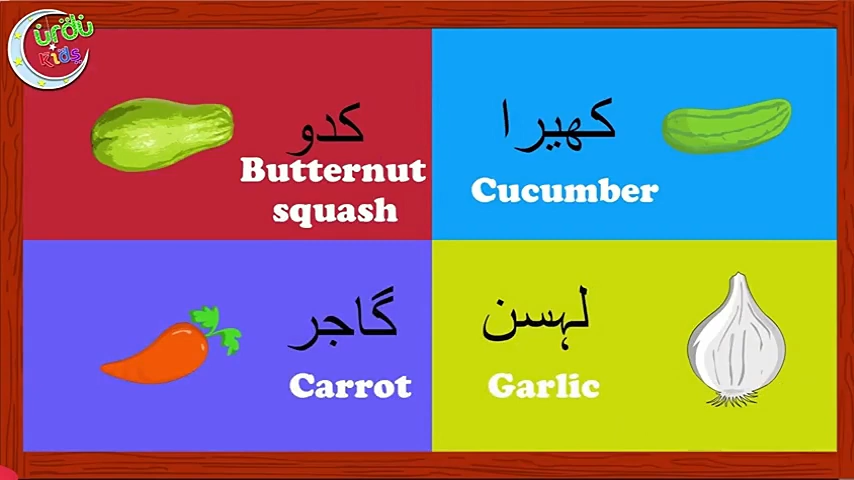 urdu
Kids
کدو
Butternut
squash
کھیرا
Cucumber
گاجر
Carrot
لہسن
Garlic